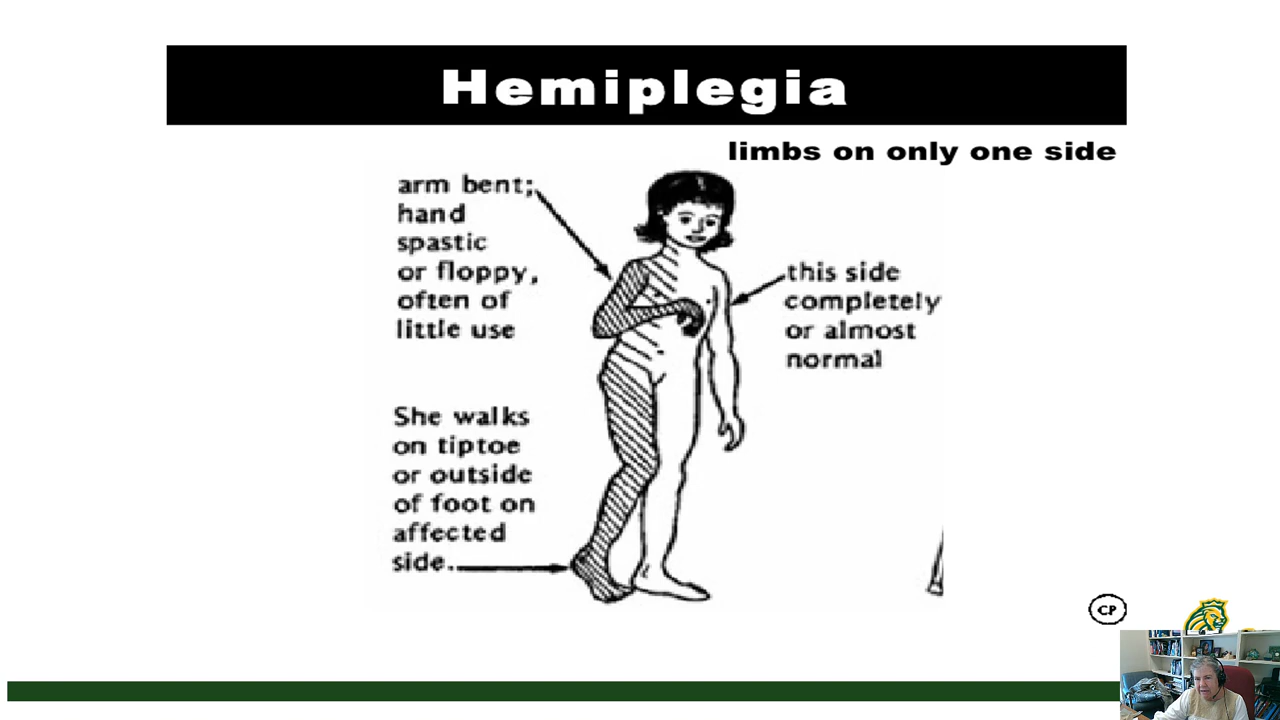 Hemiplegia
limbs on only one side
arm bent;
hand
spastic
or floppy,
often of
little use
this side
completely
or almost
normal
She walks
on tiptoe
or outside
of foot on
affected
side.
CP